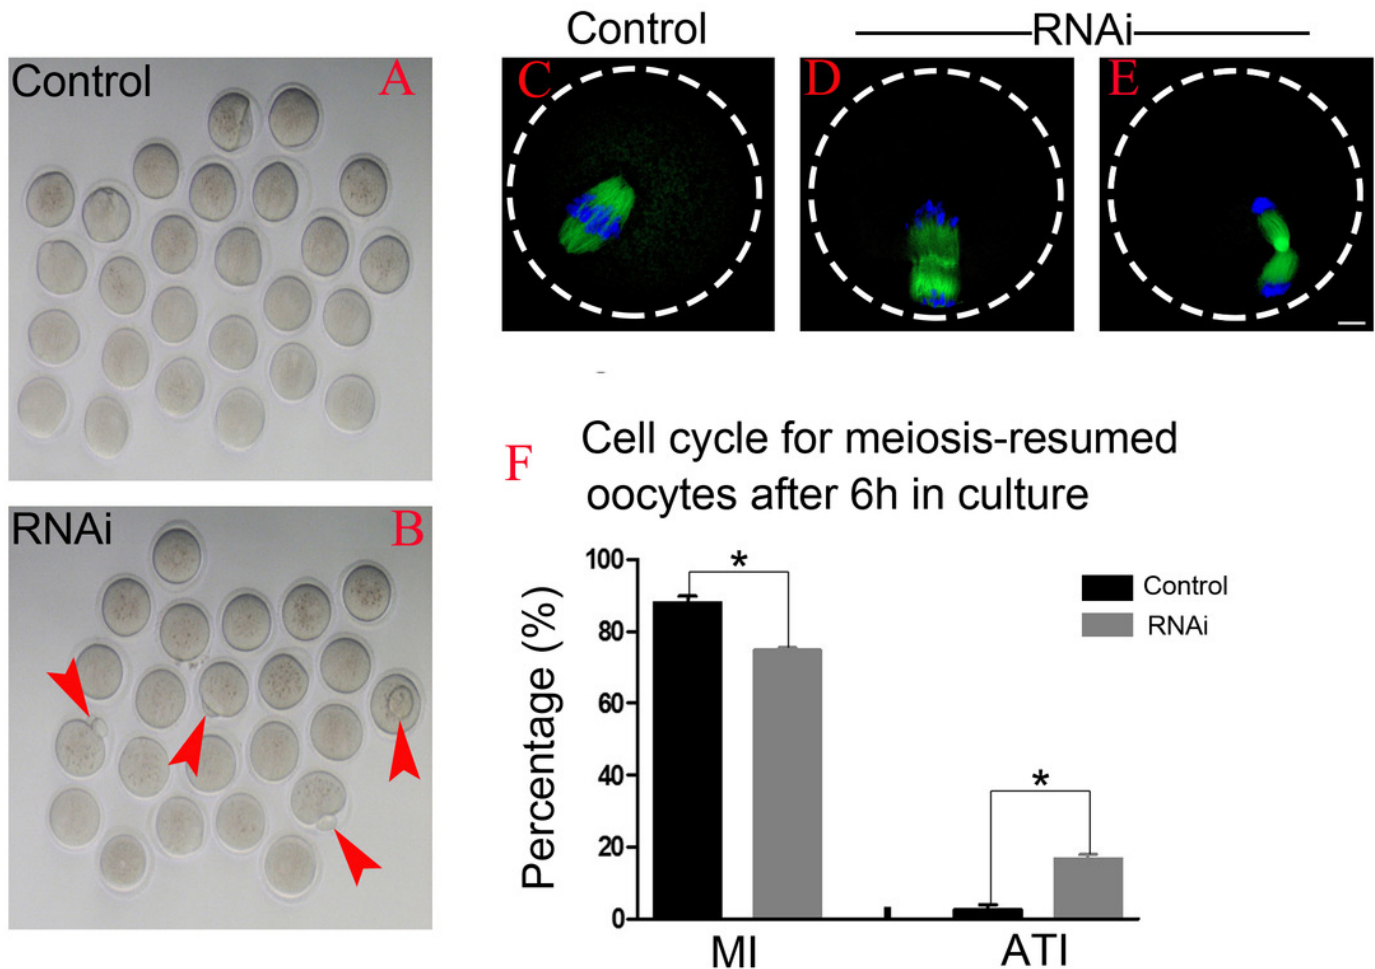 Control
A
RNAi
B
Control
RNAi
C
D
E
F
Cell cycle for meiosis-resumed
oocytes after 6h in culture
Percentage (%)
100
80
60
40
20
0
*
*
Control
RNAi
MI
ATI